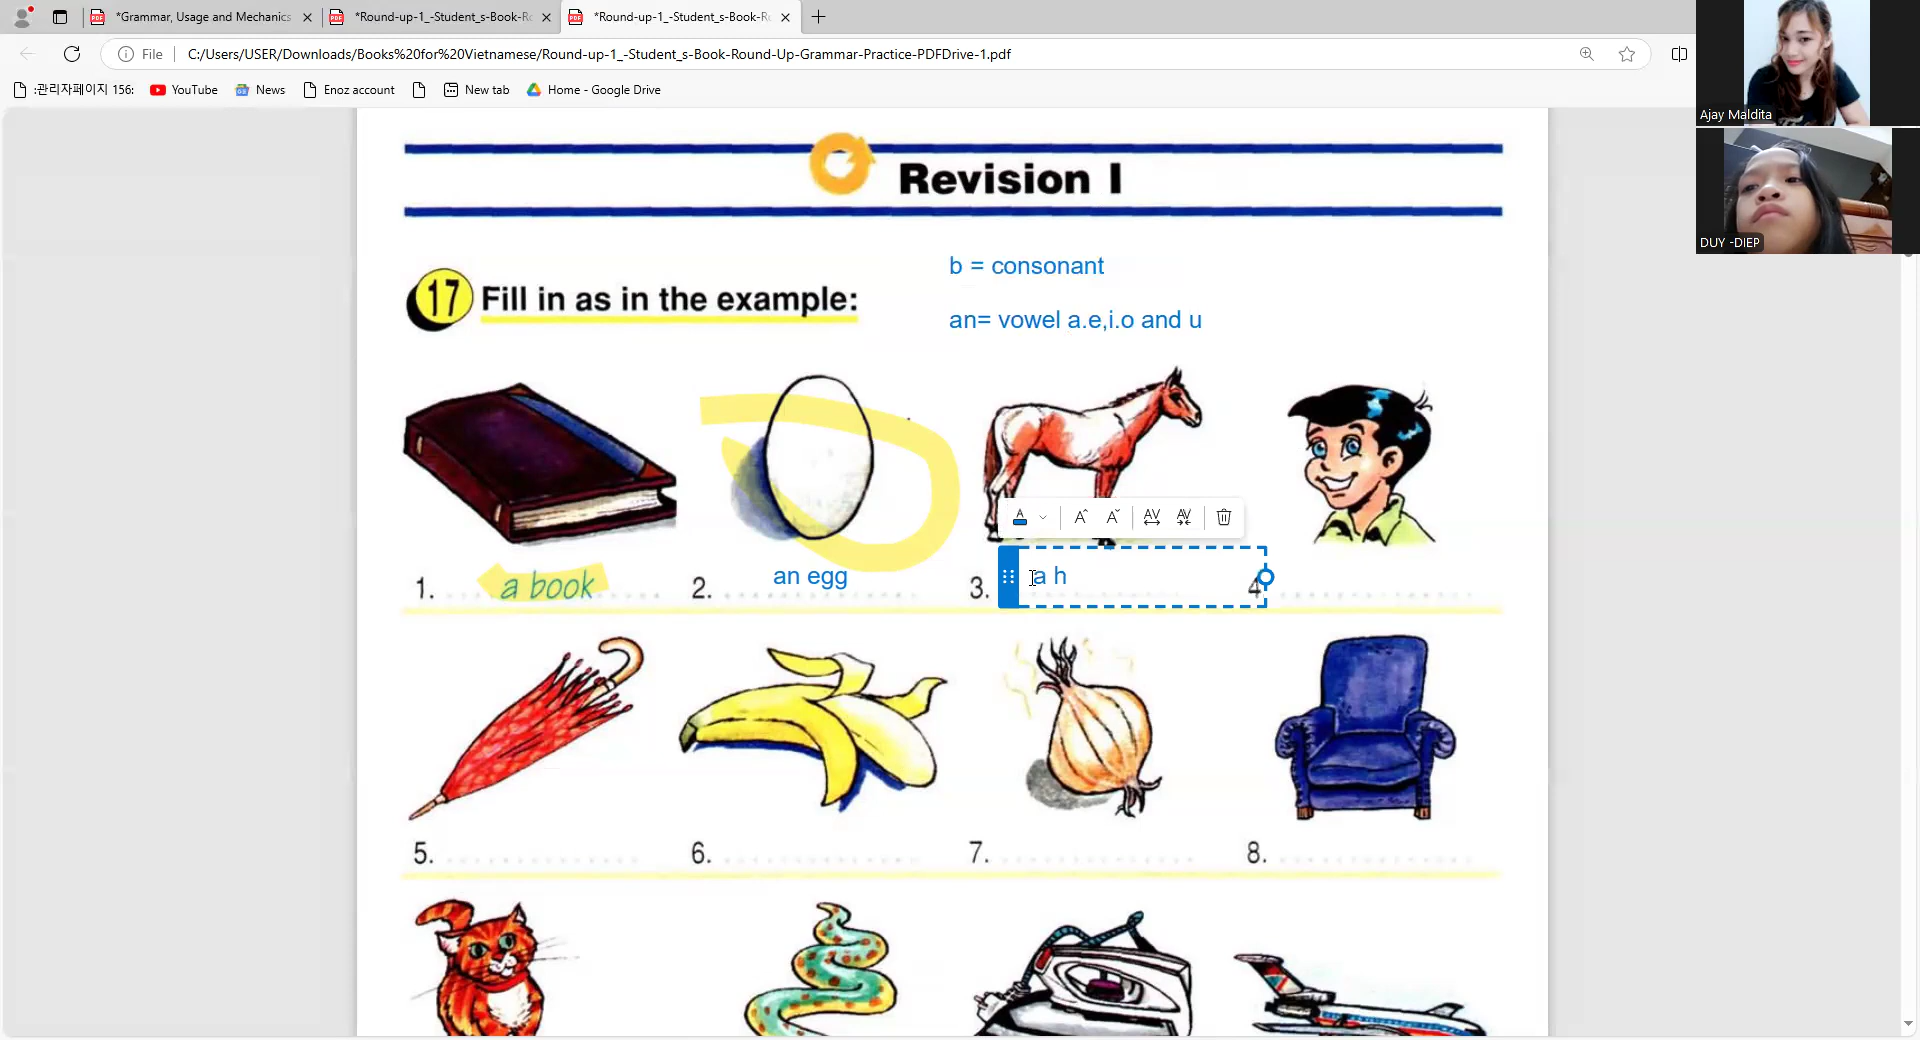 *Grammar, Usage and Mechanics
*Round-up-1_-Student_s-Book-R
*Round-up-1_-Student_s-Book-R
File
C:/Users/USER/Downloads/Books%20for%20Vietnamese/Round-up-1_-Student_s-Book-Round-Up-Grammar-Practice-PDFDrive-1.pdf
:관리자페이지 156:
YouTube
News
Enoz account
New tab
Home - Google Drive
Ajay Maldita
DUY -DIEP
Revision I
b = consonant
17 Fill in as in the example:
an= vowel a.e,i.o and u
1. a book
2. an egg
3. a h
4
5.
6.
7.
8.